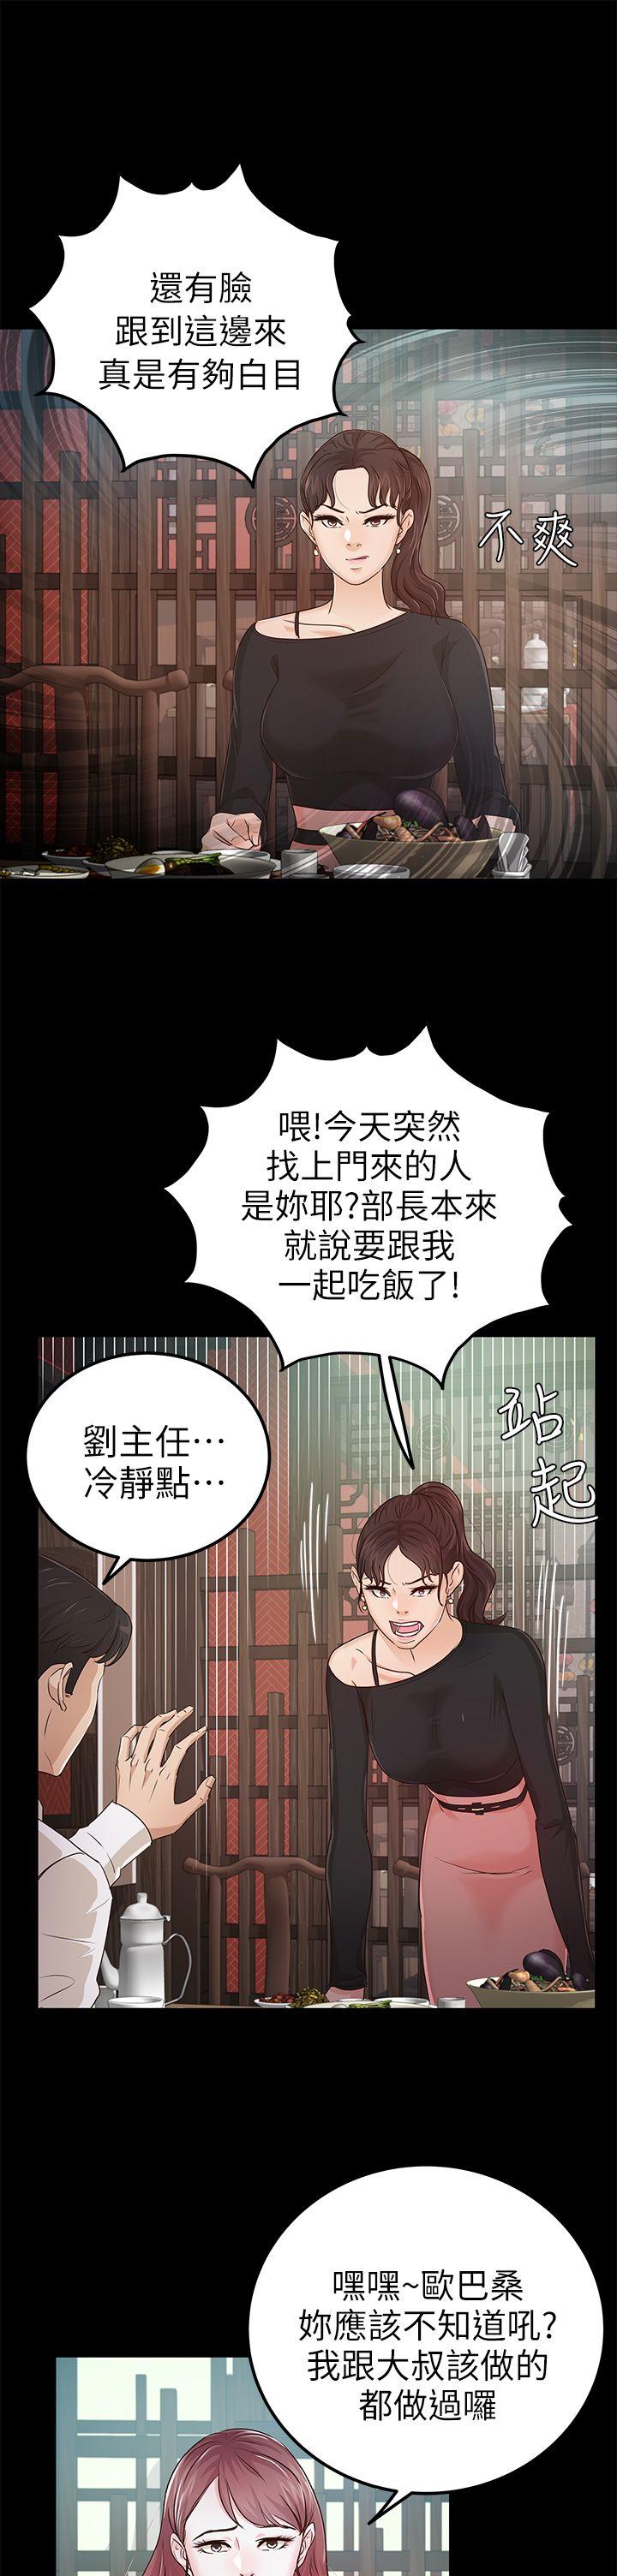 還有臉
跟到這邊來
真是有夠白目
不爽
喂!今天突然
找上門來的人
是妳耶?部長本來
就說要跟我
一起吃飯了!
劉主任…
冷靜點…
站起
嘿嘿~歐巴桑
妳應該不知道吼?
我跟大叔該做的
都做過囉